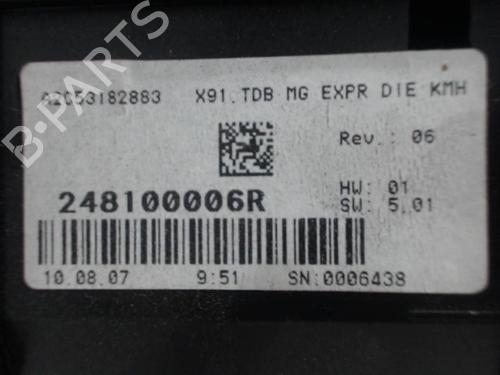 A2C53182883 X91.TDB MG EXPR DIE KMH
Rev.: 06
248100006R
HW: 01
SW: 5.01
10.08.07 9:51 SN:0006438
B-PARTS